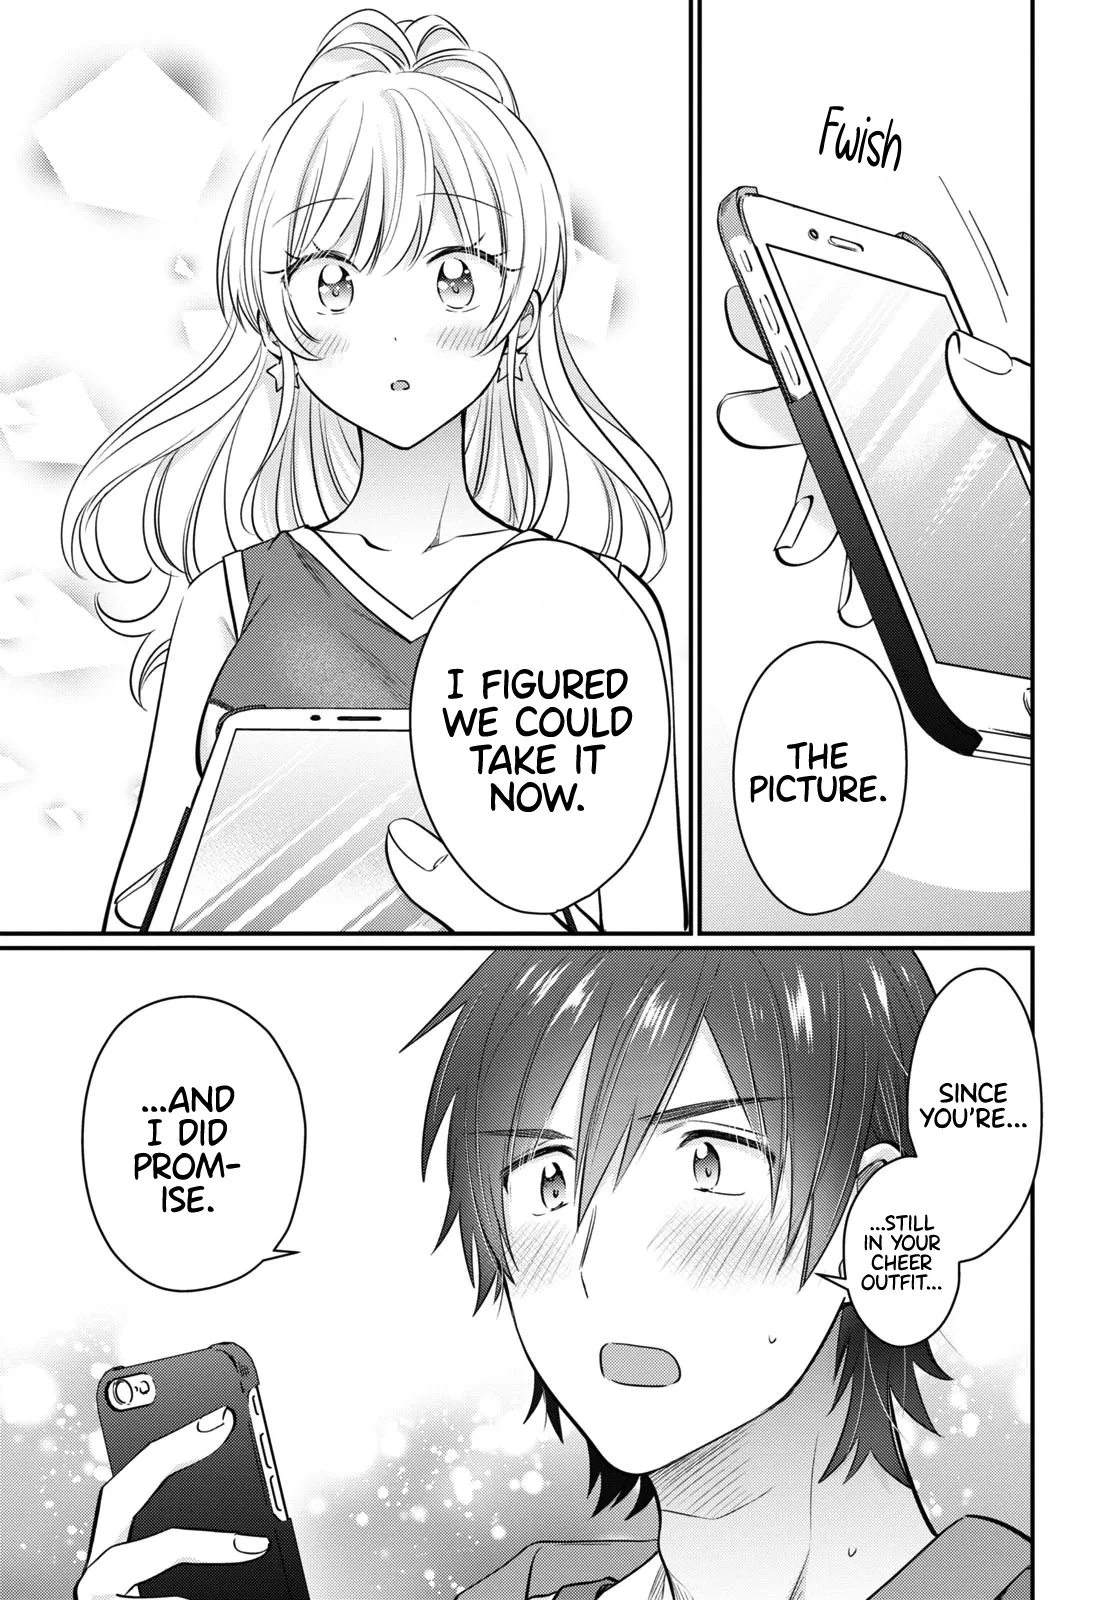 Fwish
THE
PICTURE.
I FIGURED
WE COULD
TAKE IT
NOW.
SINCE
YOU'RE...
...STILL
IN YOUR
CHEER
OUTFIT...
...AND
I DID
PROM-
ISE.